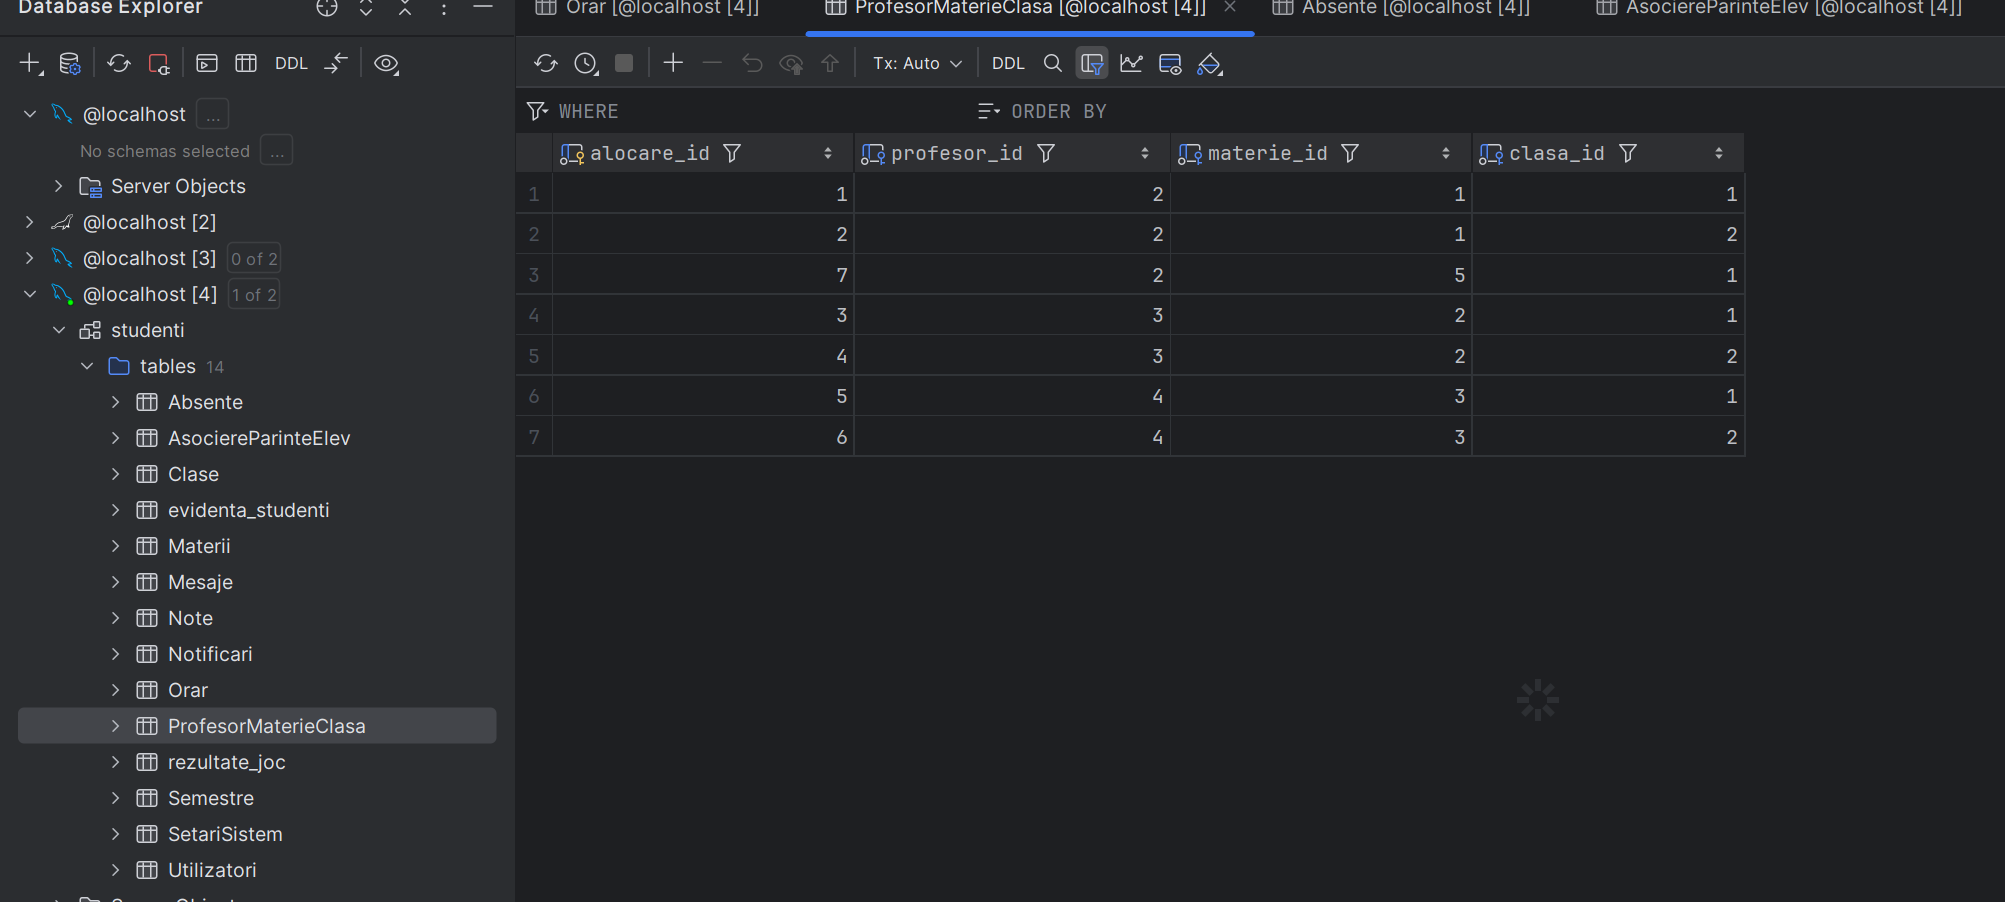 Database Explorer
Orar [@localhost [4]]
ProfesorMaterieClasa [@localhost [4]]
Absente [@localhost [4]]
AsociereParinteElev [@localhost [4]]
DDL
Tx: Auto
DDL
WHERE
ORDER BY
@localhost ...
No schemas selected ...
Server Objects
@localhost [2]
@localhost [3] 0 of 2
@localhost [4] 1 of 2
studenti
tables 14
Absente
AsociereParinteElev
Clase
evidenta_studenti
Materii
Mesaje
Note
Notificari
Orar
ProfesorMaterieClasa
rezultate_joc
Semestre
SetariSistem
Utilizatori
alocare_id profesor_id materie_id clasa_id
1 1 2 1 1
2 2 2 1 2
3 7 2 5 1
4 3 3 2 1
5 4 3 2 2
6 5 4 3 1
7 6 4 3 2